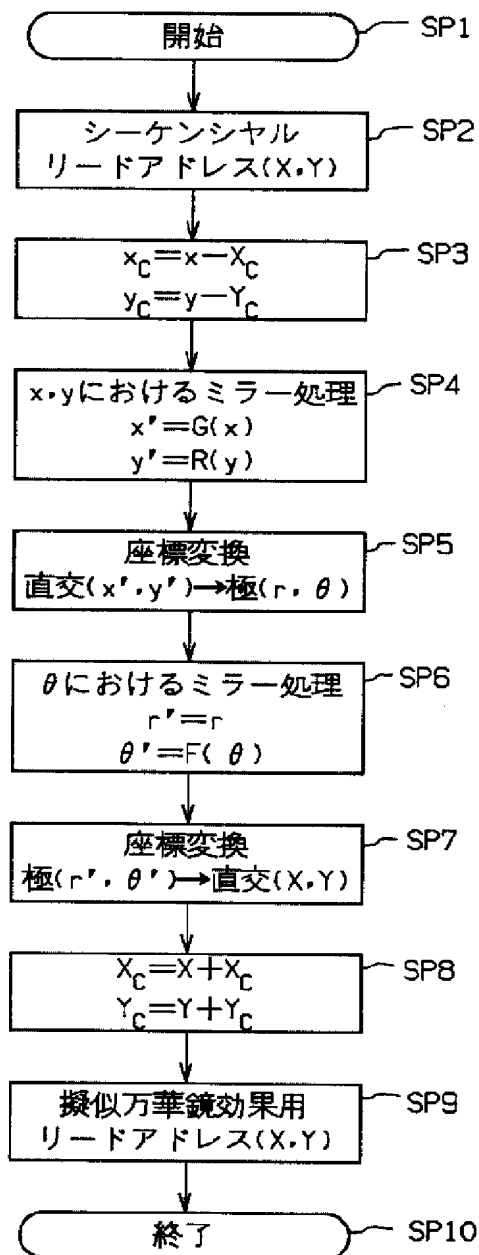 開始
SP1
シーケンシヤル
リードアドレス(X,Y)
SP2
x_C=x−X_C
y_C=y−Y_C
SP3
x,yにおけるミラー処理
x'=G(x)
y'=R(y)
SP4
座標変換
直交(x',y')→極(r,θ)
SP5
θにおけるミラー処理
r'=r
θ'=F(θ)
SP6
座標変換
極(r',θ')→直交(X,Y)
SP7
X_C=X+X_C
Y_C=Y+Y_C
SP8
擬似万華鏡効果用
リードアドレス(X,Y)
SP9
終了
SP10